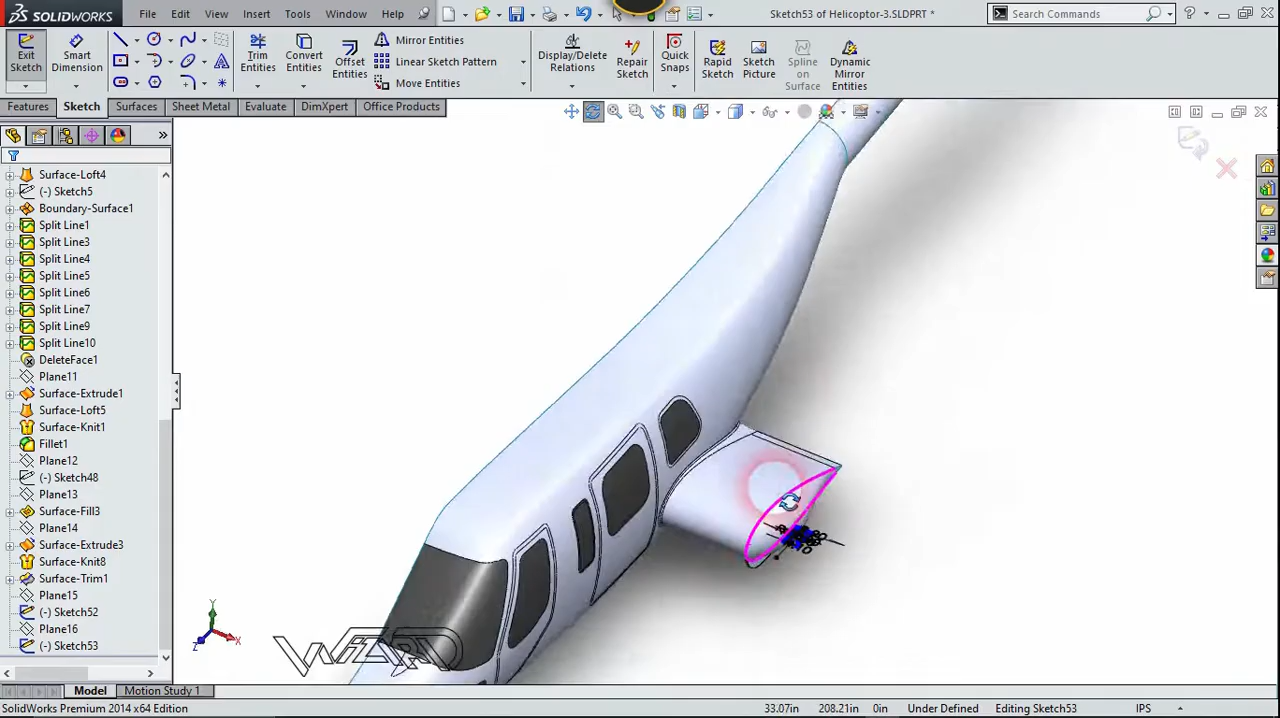 SOLIDWORKS File Edit View Insert Tools Window Help Sketch53 of Helicoptor-3.SLDPRT * Search Commands
Exit Sketch
Smart Dimension
Trim Entities
Convert Entities
Offset Entities
Mirror Entities
Linear Sketch Pattern
Move Entities
Display/Delete Relations
Repair Sketch
Quick Snaps
Rapid Sketch
Sketch Picture
Spline on Surface
Dynamic Mirror Entities
Features Sketch Surfaces Sheet Metal Evaluate DimXpert Office Products
Surface-Loft4
(-) Sketch5
Boundary-Surface1
Split Line1
Split Line3
Split Line4
Split Line5
Split Line6
Split Line7
Split Line9
Split Line10
DeleteFace1
Plane11
Surface-Extrude1
Surface-Loft5
Surface-Knit1
Fillet1
Plane12
(-) Sketch48
Plane13
Surface-Fill3
Plane14
Surface-Extrude3
Surface-Knit8
Surface-Trim1
Plane15
(-) Sketch52
Plane16
(-) Sketch53
Y
Z X
Model Motion Study 1
SolidWorks Premium 2014 x64 Edition 33.07in 208.21in 0in Under Defined Editing Sketch53 IPS